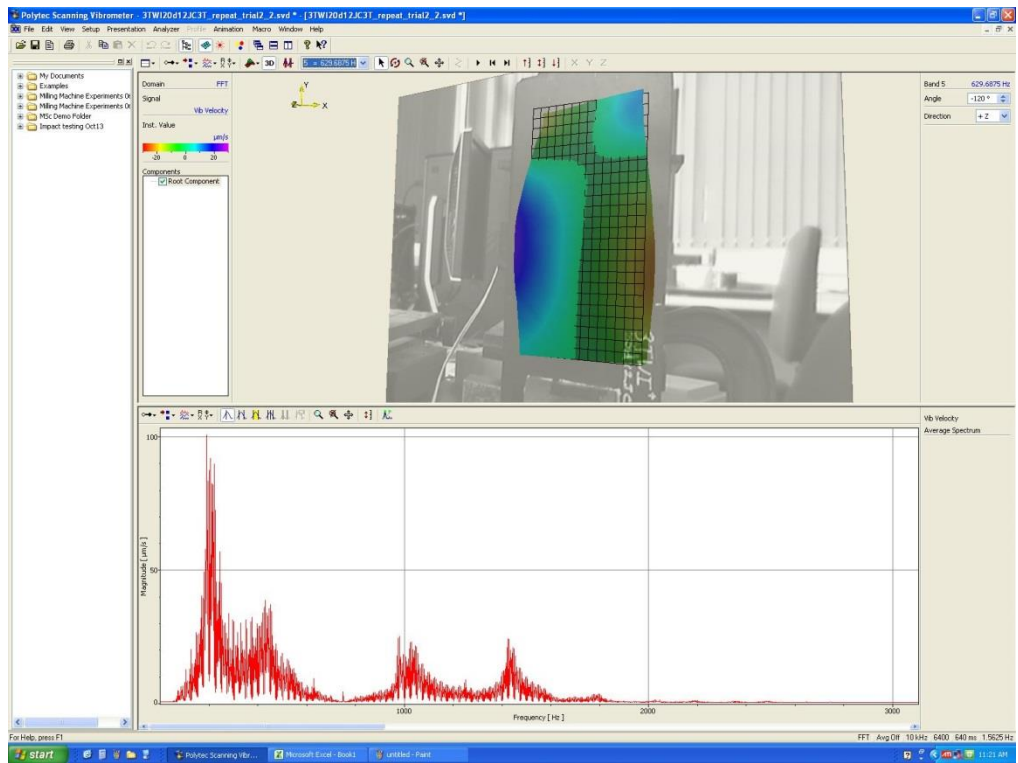 Polytec Scanning Vibrometer - 3TWI20d12JC3T_repeat_trial2_2.svd * - [3TWI20d12JC3T_repeat_trial2_2.svd *]
File Edit View Setup Presentation Analyzer Profile Animation Macro Window Help
3D 5 = 629.6875 H X Y Z
My Documents
Examples
Milling Machine Experiments
Milling Machine Experiments
MSc Demo Folder
Impact testing Oct13
Domain FFT
Signal
Vib Velocity
Inst. Value
µm/s
-20 0 20
Components
Root Component
Y
X
Band 5 629.6875 Hz
Angle -120 °
Direction + Z
Vib Velocity
Average Spectrum
100
50
0
Magnitude [ µm/s ]
1000 2000 3000
Frequency [ Hz ]
For Help, press F1
FFT Avg Off 10 kHz 6400 640 ms 1.5625 Hz
start Polytec Scanning Vibr... Microsoft Excel - Book1 untitled - Paint 11:21 AM